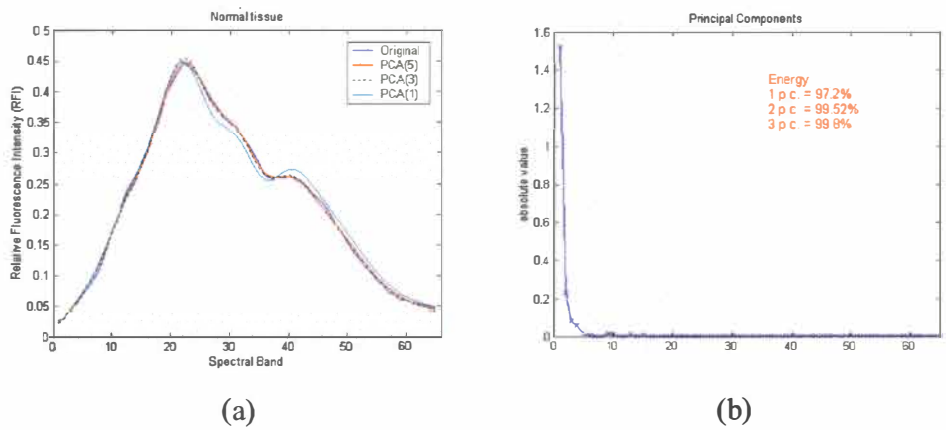 Normal tissue
0.5
0.45
0.4
0.35
0.3
0.25
0.2
0.15
0.1
0.05
0
Relative Fluorescence Intensity (RFI)
Original
PCA(5)
PCA(3)
PCA(1)
0 10 20 30 40 50 60
Spectral Band
(a)
Principal Components
1.6
1.4
1.2
1
0.8
0.6
0.4
0.2
0
absolute value
Energy
1 p c. = 97.2%
2 p c. = 99.52%
3 p c. = 99.8%
0 10 20 30 40 50 60
(b)